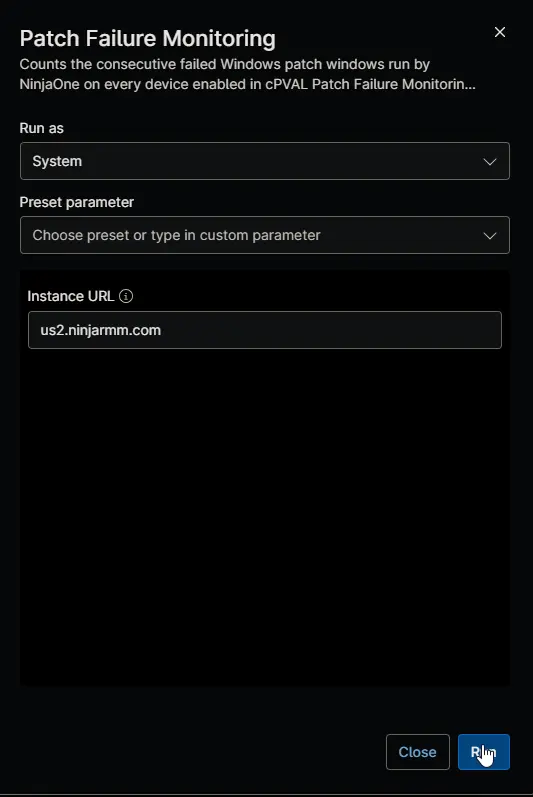 Patch Failure Monitoring
Counts the consecutive failed Windows patch windows run by
NinjaOne on every device enabled in cPVAL Patch Failure Monitorin...
Run as
System
Preset parameter
Choose preset or type in custom parameter
Instance URL
us2.ninjarmm.com
Close
Run